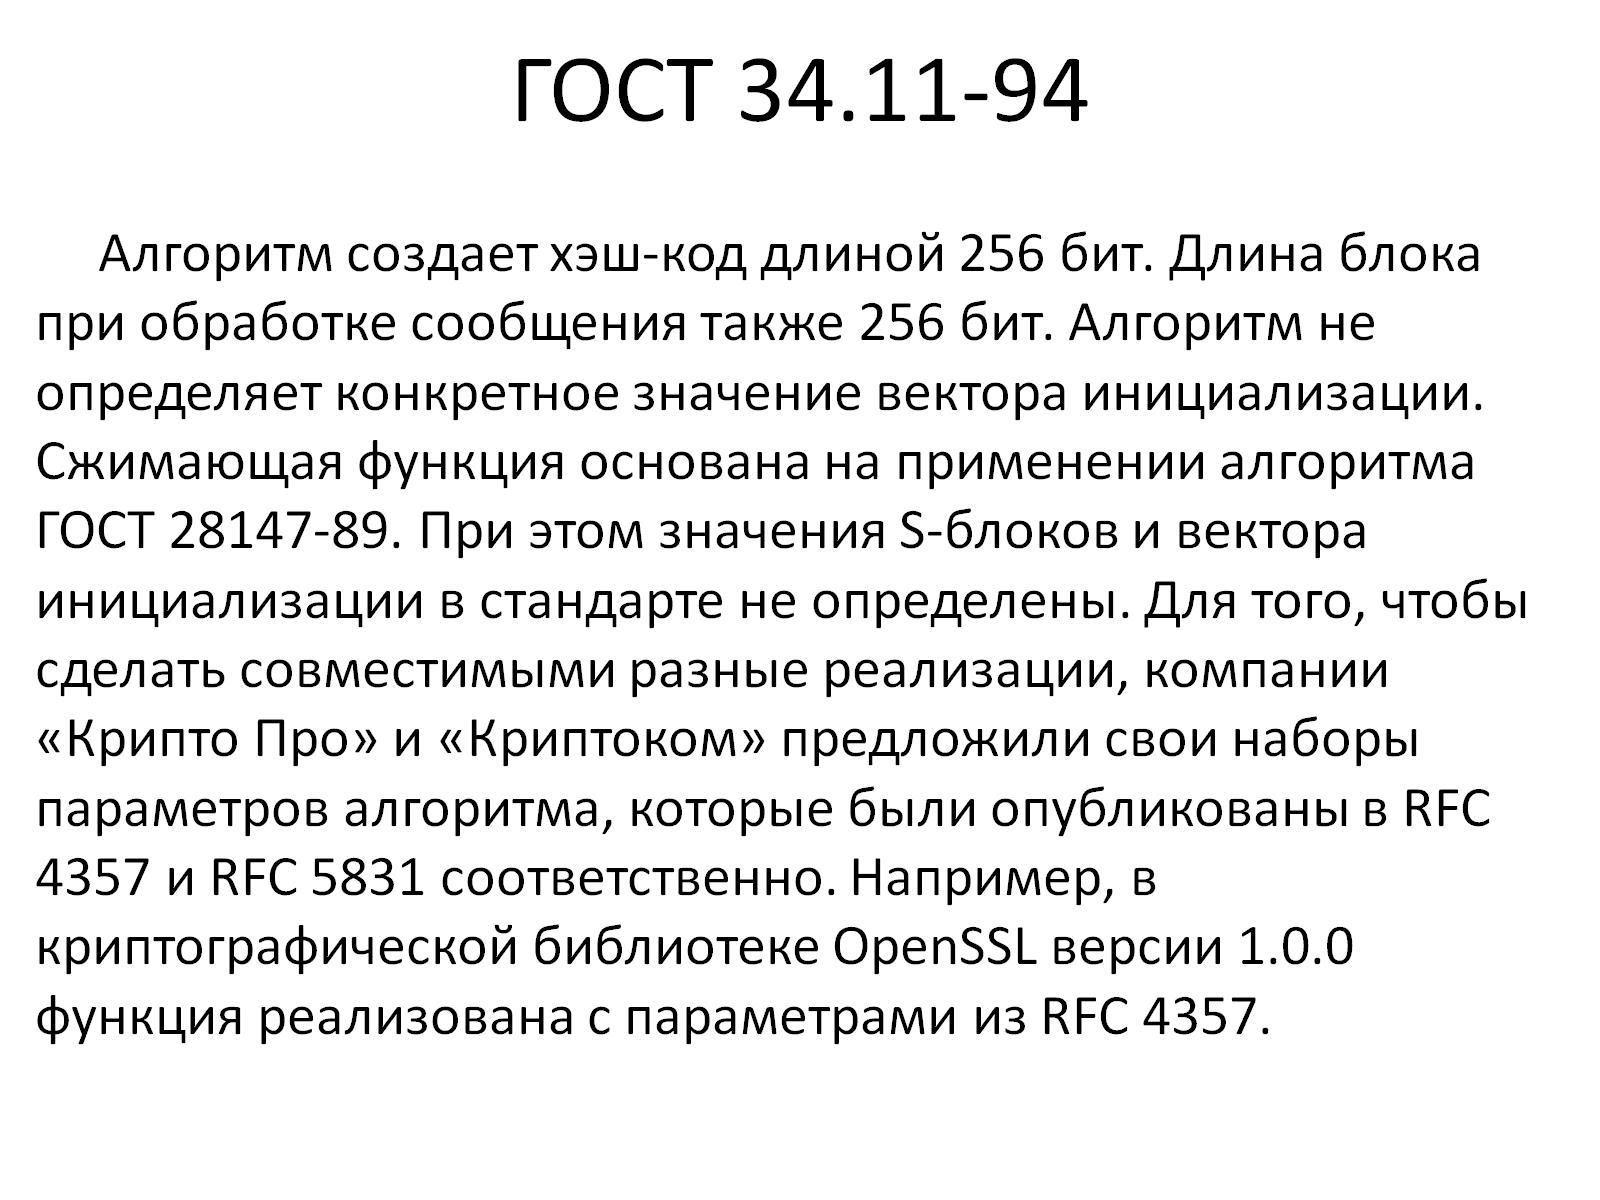 ГОСТ 34.11-94
Алгоритм создает хэш-код длиной 256 бит. Длина блока
при обработке сообщения также 256 бит. Алгоритм не
определяет конкретное значение вектора инициализации.
Сжимающая функция основана на применении алгоритма
ГОСТ 28147-89. При этом значения S-блоков и вектора
инициализации в стандарте не определены. Для того, чтобы
сделать совместимыми разные реализации, компании
«Крипто Про» и «Криптоком» предложили свои наборы
параметров алгоритма, которые были опубликованы в RFC
4357 и RFC 5831 соответственно. Например, в
криптографической библиотеке OpenSSL версии 1.0.0
функция реализована с параметрами из RFC 4357.